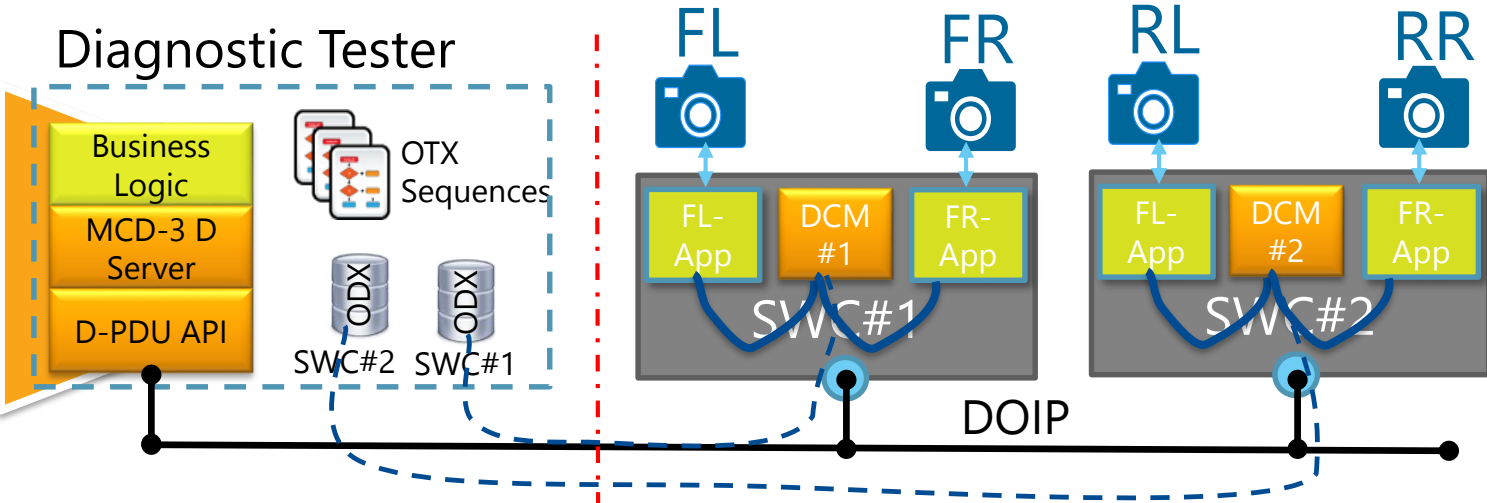 Diagnostic Tester
Business
Logic
MCD-3 D
Server
D-PDU API
OTX
Sequences
ODX
ODX
SWC#2
SWC#1
FL
FR
RL
RR
FL-
App
DCM
#1
FR-
App
SWC#1
FL-
App
DCM
#2
FR-
App
SWC#2
DOIP